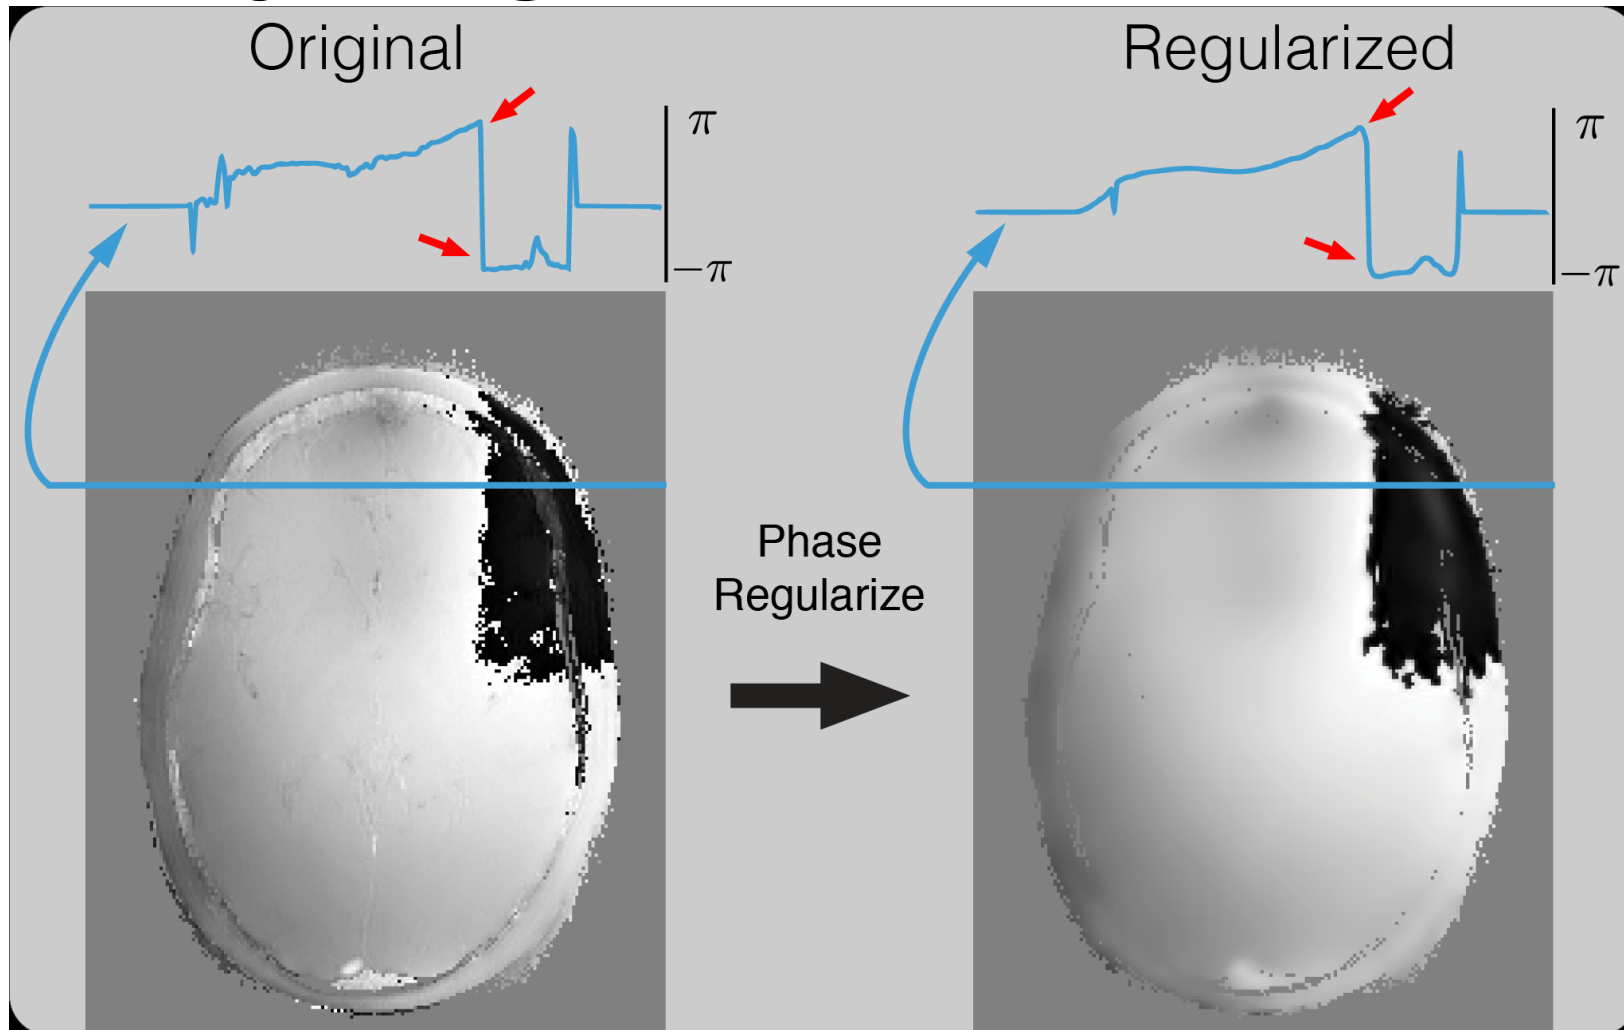 Original
Regularized
π
−π
π
−π
Phase
Regularize